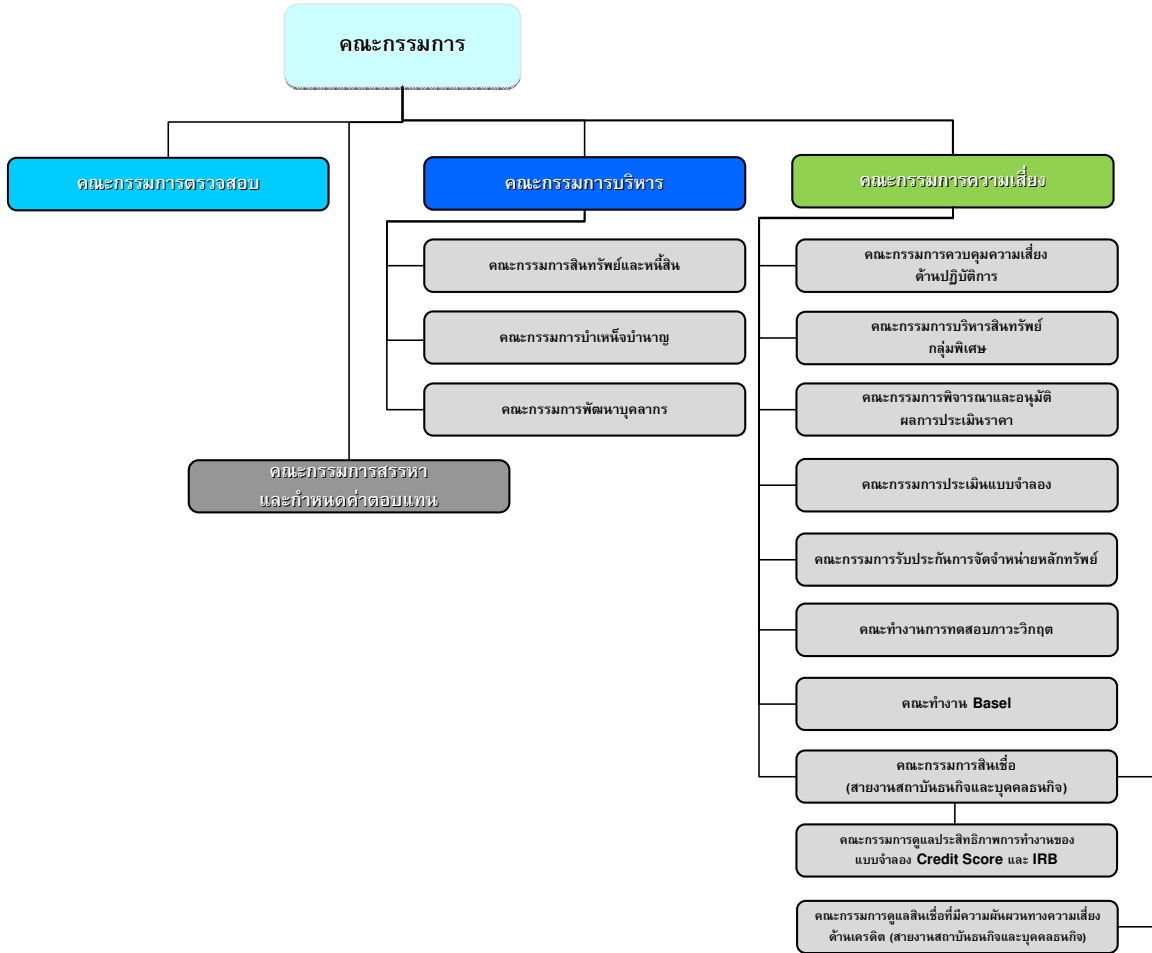 คณะกรรมการ
คณะกรรมการตรวจสอบ
คณะกรรมการบริหาร
คณะกรรมการความเสี่ยง
คณะกรรมการสินทรัพย์และหนี้สิน
คณะกรรมการบำเหน็จบำนาญ
คณะกรรมการพัฒนาบุคลากร
คณะกรรมการสรรหา
และกำหนดค่าตอบแทน
คณะกรรมการควบคุมความเสี่ยง
ด้านปฏิบัติการ
คณะกรรมการบริหารสินทรัพย์
กลุ่มพิเศษ
คณะกรรมการพิจารณาและอนุมัติ
ผลการประเมินราคา
คณะกรรมการประเมินแบบจำลอง
คณะกรรมการรับประกันการจัดจำหน่ายหลักทรัพย์
คณะทำงานการทดสอบภาวะวิกฤต
คณะทำงาน Basel
คณะกรรมการสินเชื่อ
(สายงานสถาบันธนกิจและบุคคลธนกิจ)
คณะกรรมการดูแลประสิทธิภาพการทำงานของ
แบบจำลอง Credit Score และ IRB
คณะกรรมการดูแลสินเชื่อที่มีความผันผวนทางความเสี่ยง
ด้านเครดิต (สายงานสถาบันธนกิจและบุคคลธนกิจ)